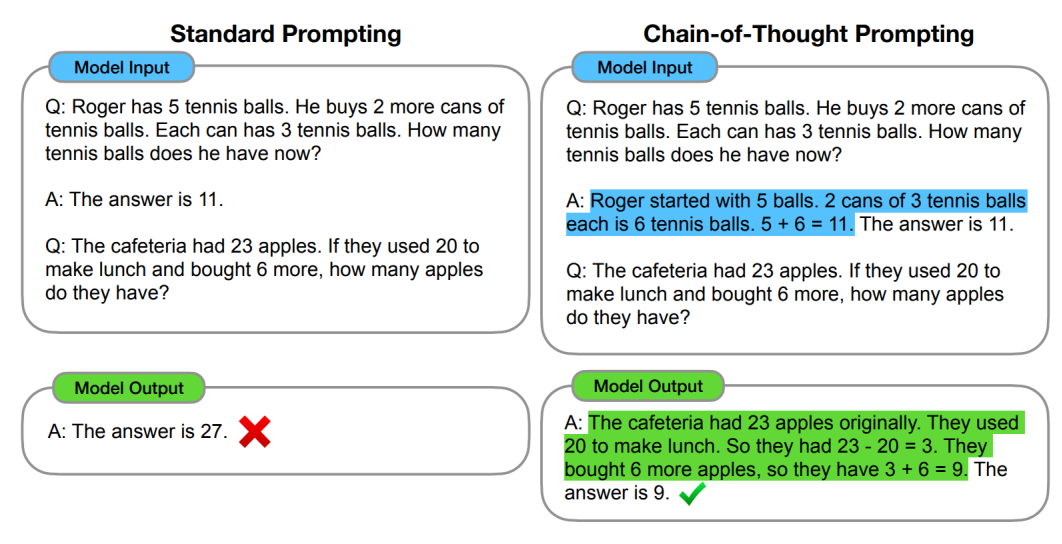 Standard Prompting
Model Input
Q: Roger has 5 tennis balls. He buys 2 more cans of
tennis balls. Each can has 3 tennis balls. How many
tennis balls does he have now?
A: The answer is 11.
Q: The cafeteria had 23 apples. If they used 20 to
make lunch and bought 6 more, how many apples
do they have?
Model Output
A: The answer is 27.
Chain-of-Thought Prompting
Model Input
Q: Roger has 5 tennis balls. He buys 2 more cans of
tennis balls. Each can has 3 tennis balls. How many
tennis balls does he have now?
A: Roger started with 5 balls. 2 cans of 3 tennis balls
each is 6 tennis balls. 5 + 6 = 11. The answer is 11.
Q: The cafeteria had 23 apples. If they used 20 to
make lunch and bought 6 more, how many apples
do they have?
Model Output
A: The cafeteria had 23 apples originally. They used
20 to make lunch. So they had 23 - 20 = 3. They
bought 6 more apples, so they have 3 + 6 = 9. The
answer is 9.